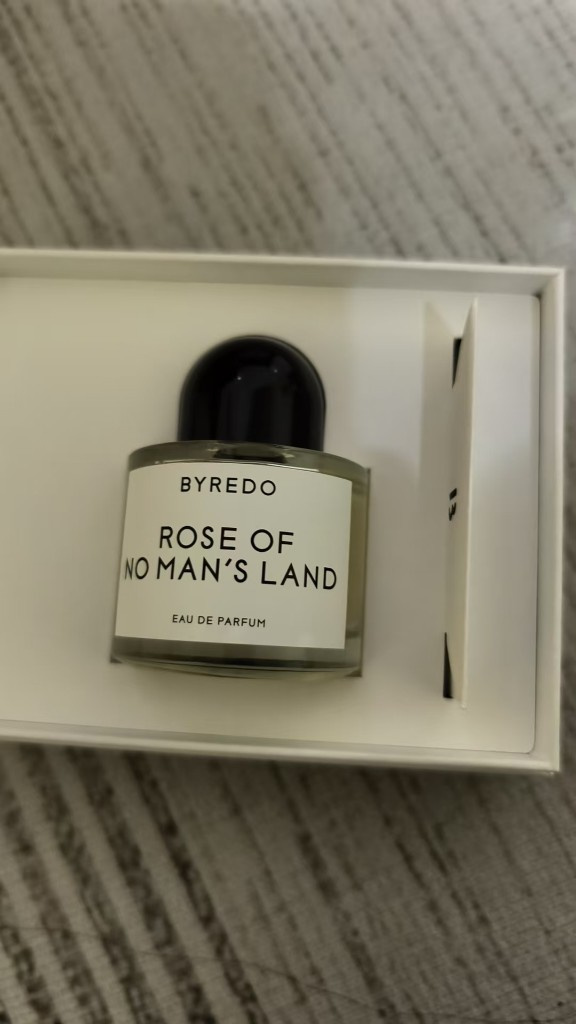 BYREDO
ROSE OF
NO MAN'S LAND
EAU DE PARFUM